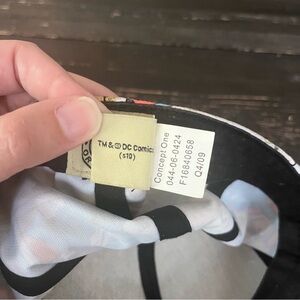 TM & © DC Comics
(s10)
Concept One
044-06-0424
F16840658
Q4/09